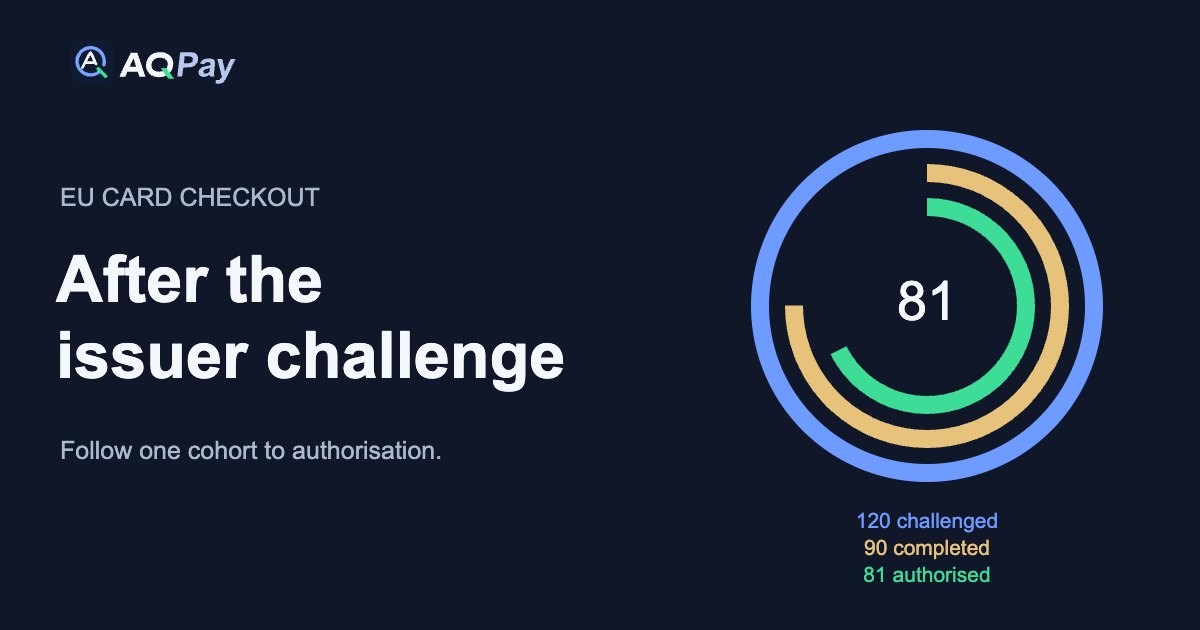 AQPay
EU CARD CHECKOUT
After the
issuer challenge
Follow one cohort to authorisation.
81
120 challenged
90 completed
81 authorised